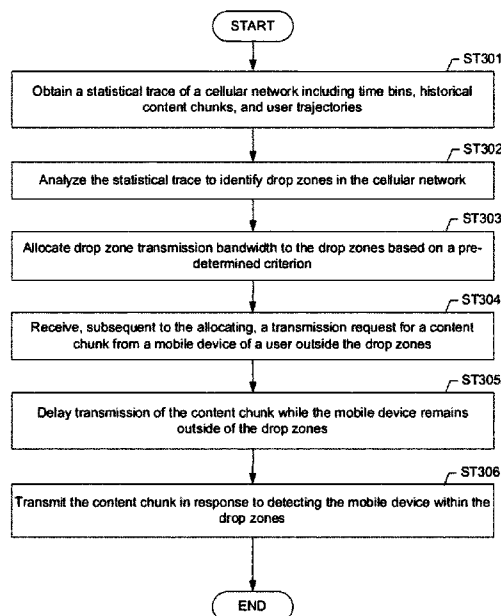 START
ST301
Obtain a statistical trace of a cellular network including time bins, historical
content chunks, and user trajectories
ST302
Analyze the statistical trace to identify drop zones in the cellular network
ST303
Allocate drop zone transmission bandwidth to the drop zones based on a pre-
determined criterion
ST304
Receive, subsequent to the allocating, a transmission request for a content
chunk from a mobile device of a user outside the drop zones
ST305
Delay transmission of the content chunk while the mobile device remains
outside of the drop zones
ST306
Transmit the content chunk in response to detecting the mobile device within the
drop zones
END